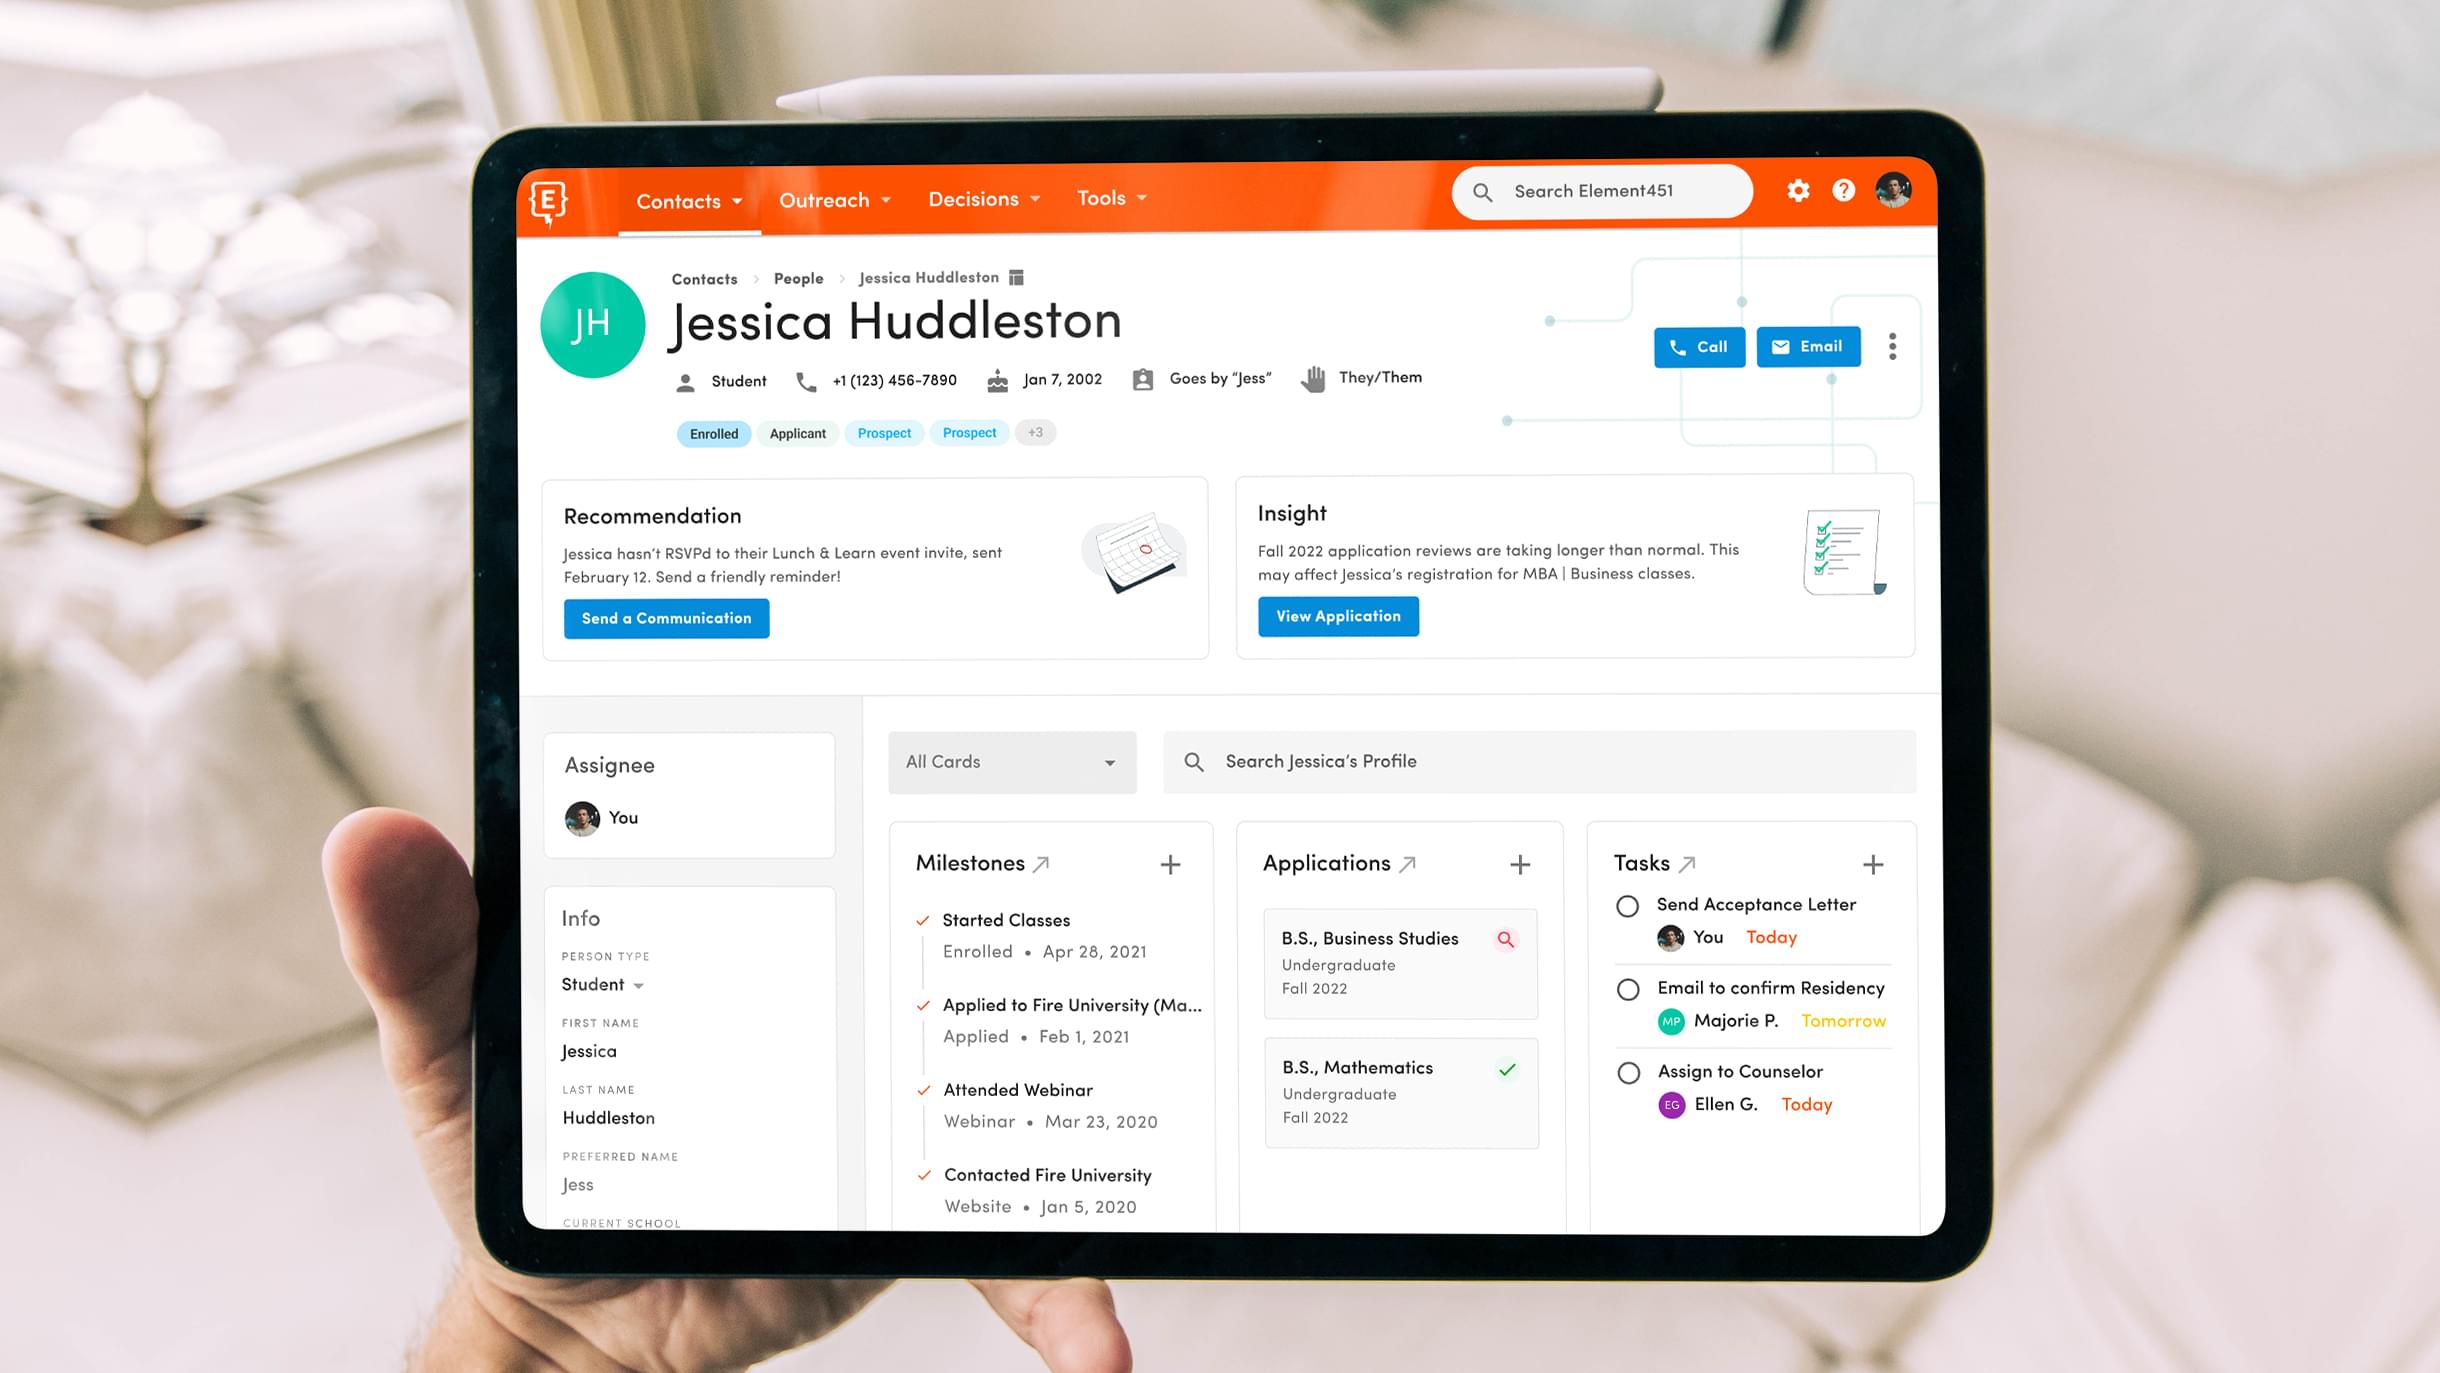 E
Contacts
Outreach
Decisions
Tools
Search Element451
?
JH
Contacts > People > Jessica Huddleston
Jessica Huddleston
Student
+1 (123) 456-7890
Jan 7, 2002
Goes by “Jess”
They/Them
Call
Email
Enrolled
Applicant
Prospect
Prospect
+3
Recommendation
Jessica hasn’t RSVPd to their Lunch & Learn event invite, sent
February 12. Send a friendly reminder!
Send a Communication
Insight
Fall 2022 application reviews are taking longer than normal. This
may affect Jessica’s registration for MBA | Business classes.
View Application
Assignee
You
Info
PERSON TYPE
Student
FIRST NAME
Jessica
LAST NAME
Huddleston
PREFERRED NAME
Jess
CURRENT SCHOOL
All Cards
Search Jessica’s Profile
Milestones
Started Classes
Enrolled • Apr 28, 2021
Applied to Fire University (Ma...
Applied • Feb 1, 2021
Attended Webinar
Webinar • Mar 23, 2020
Contacted Fire University
Website • Jan 5, 2020
Applications
B.S., Business Studies
Undergraduate
Fall 2022
B.S., Mathematics
Undergraduate
Fall 2022
Tasks
Send Acceptance Letter
You Today
Email to confirm Residency
MP Majorie P. Tomorrow
Assign to Counselor
EG Ellen G. Today